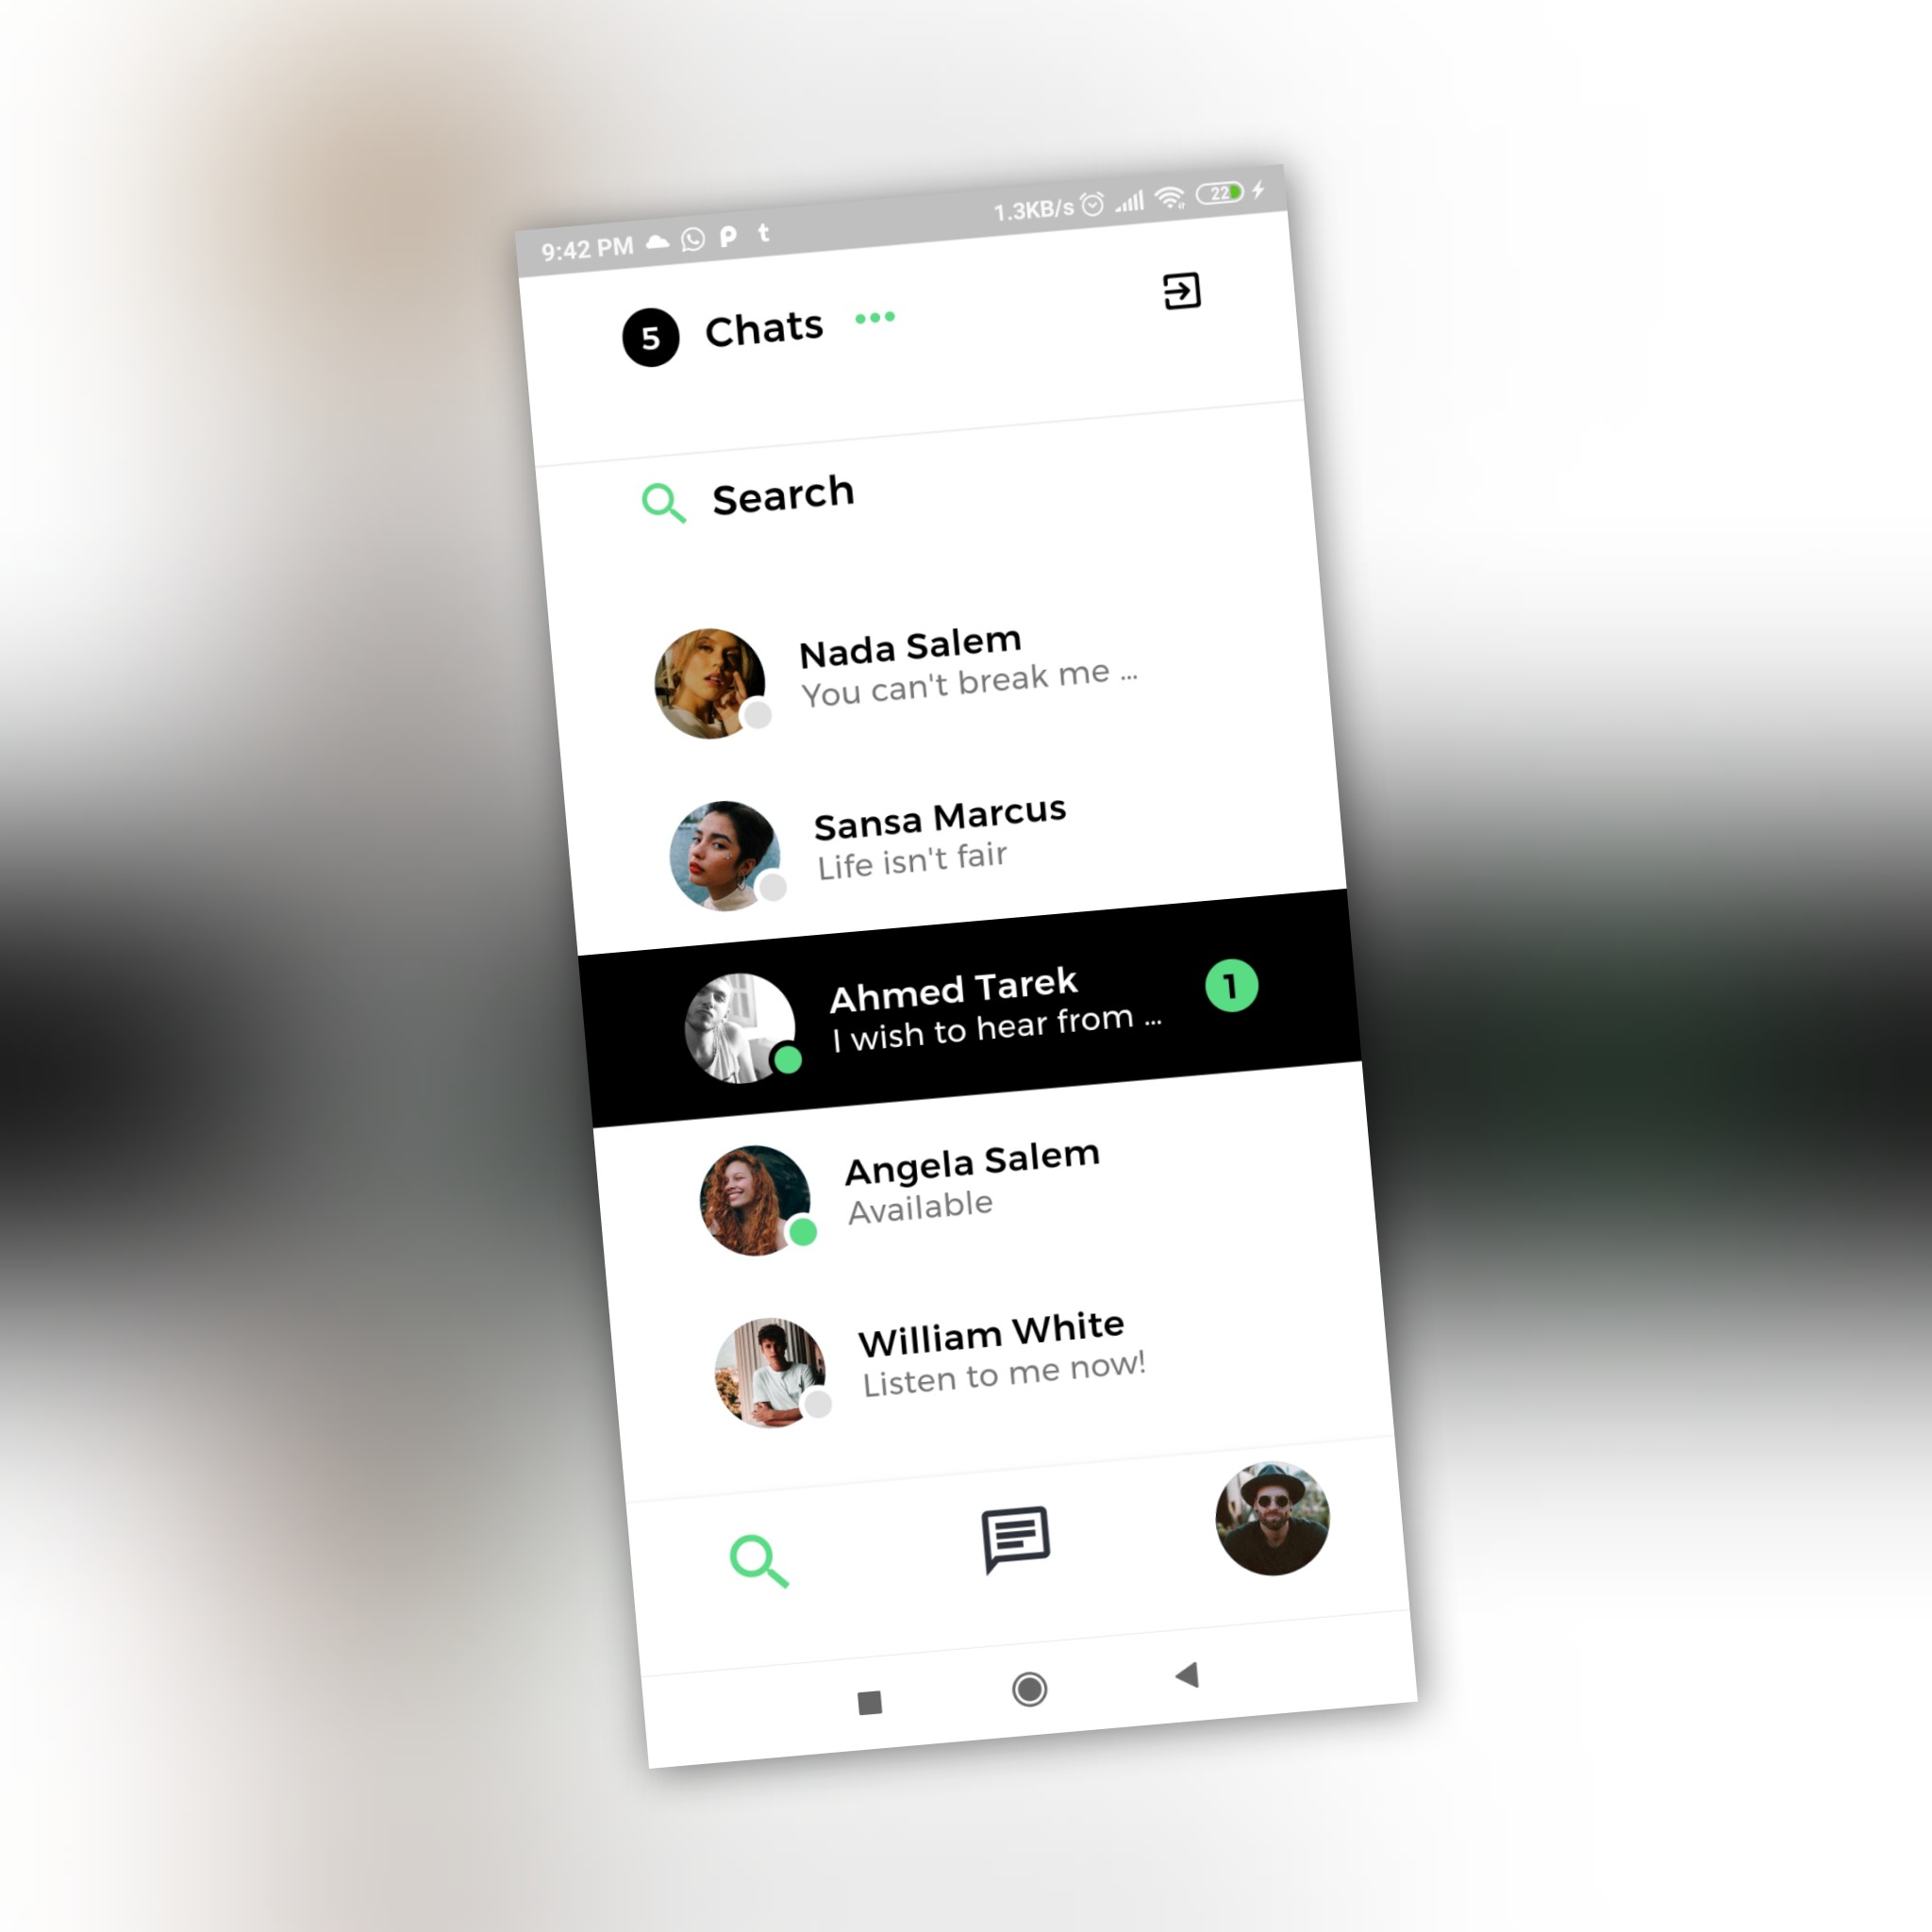 9:42 PM 1.3KB/s 22
5 Chats
Search
Nada Salem
You can't break me ...
Sansa Marcus
Life isn't fair
Ahmed Tarek
I wish to hear from ...
1
Angela Salem
Available
William White
Listen to me now!